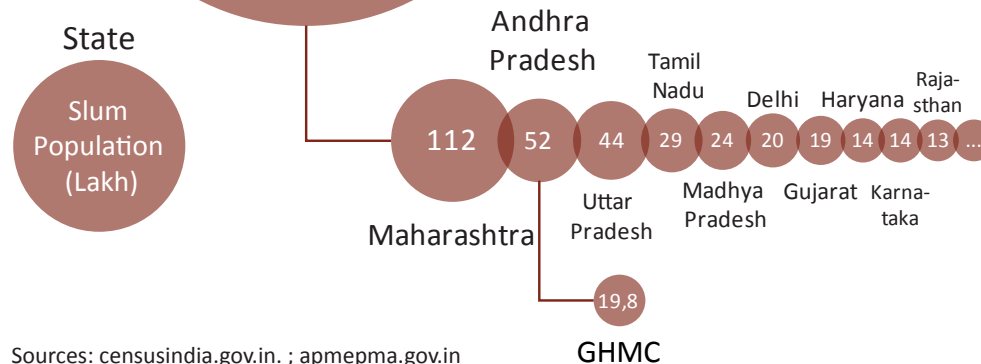 State
Slum
Population
(Lakh)
Andhra
Pradesh
Tamil
Nadu
Delhi
Haryana
Raja-
sthan
112
52
44
29
24
20
19
14
14
13
...
Maharashtra
Uttar
Pradesh
Madhya
Pradesh
Gujarat
Karna-
taka
19,8
GHMC
Sources: censusindia.gov.in. ; apmepma.gov.in